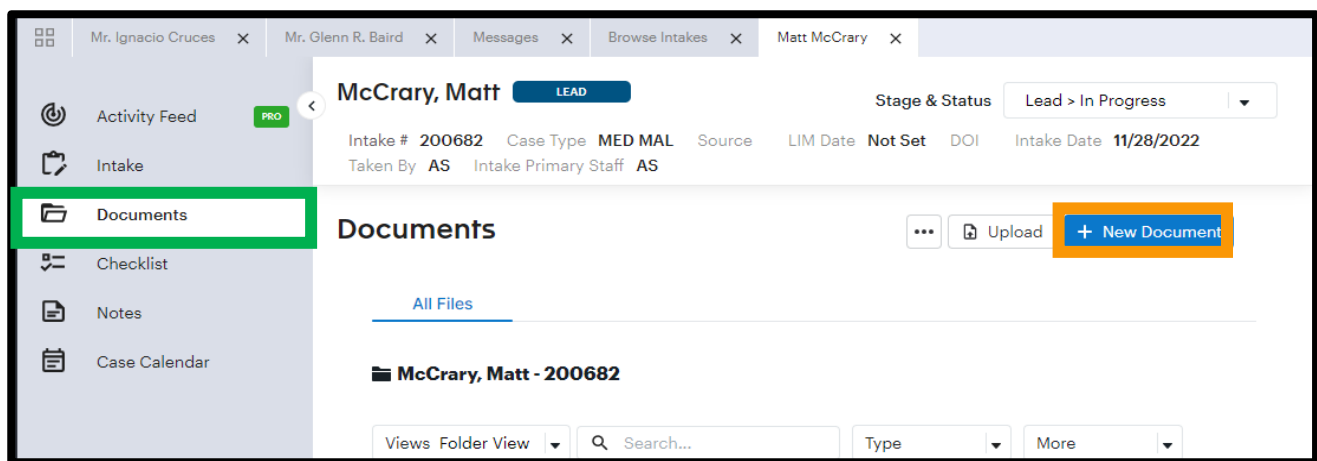 Mr. Ignacio Cruces Mr. Glenn R. Baird Messages Browse Intakes Matt McCrary
Activity Feed PRO
Intake
Documents
Checklist
Notes
Case Calendar
McCrary, Matt LEAD
Stage & Status Lead > In Progress
Intake # 200682 Case Type MED MAL Source LIM Date Not Set DOI Intake Date 11/28/2022
Taken By AS Intake Primary Staff AS
Documents
••• Upload + New Document
All Files
McCrary, Matt - 200682
Views Folder View Search... Type More